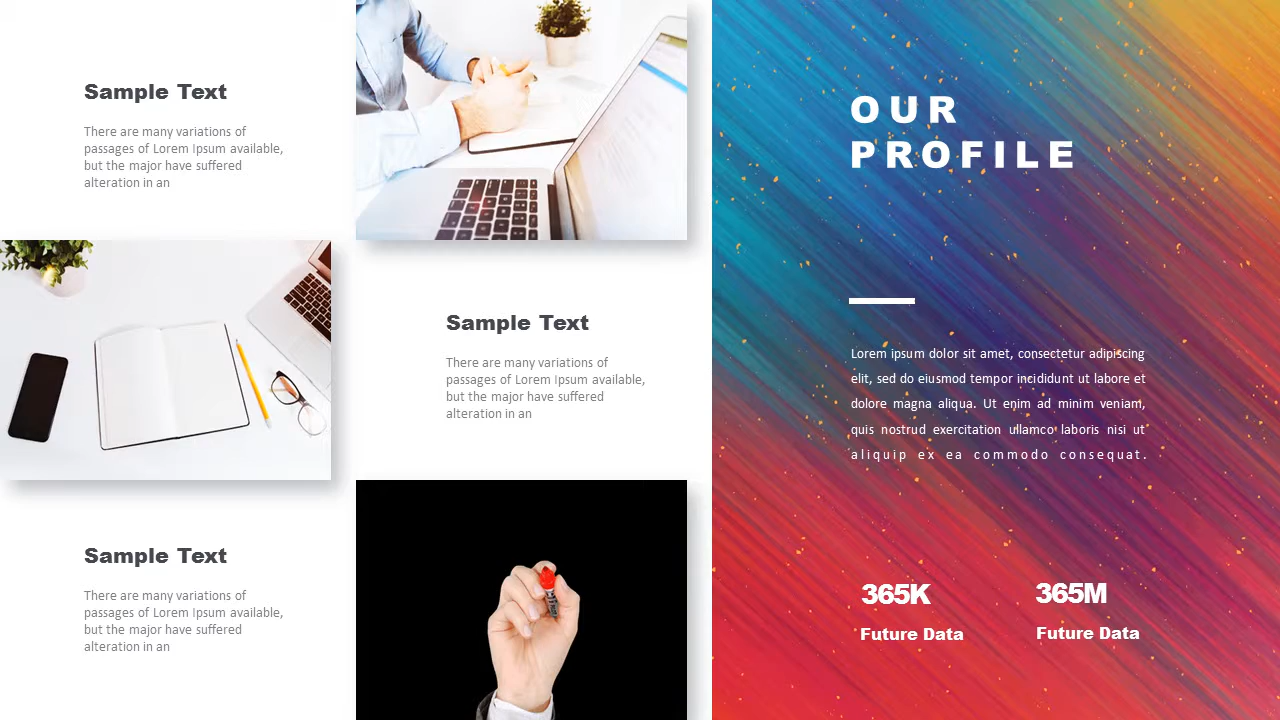 Sample Text
There are many variations of
passages of Lorem Ipsum available,
but the major have suffered
alteration in an
Sample Text
There are many variations of
passages of Lorem Ipsum available,
but the major have suffered
alteration in an
Sample Text
There are many variations of
passages of Lorem Ipsum available,
but the major have suffered
alteration in an
OUR
PROFILE
Lorem ipsum dolor sit amet, consectetur adipiscing
elit, sed do eiusmod tempor incididunt ut labore et
dolore magna aliqua. Ut enim ad minim veniam,
quis nostrud exercitation ullamco laboris nisi ut
aliquip ex ea commodo consequat.
365K
Future Data
365M
Future Data